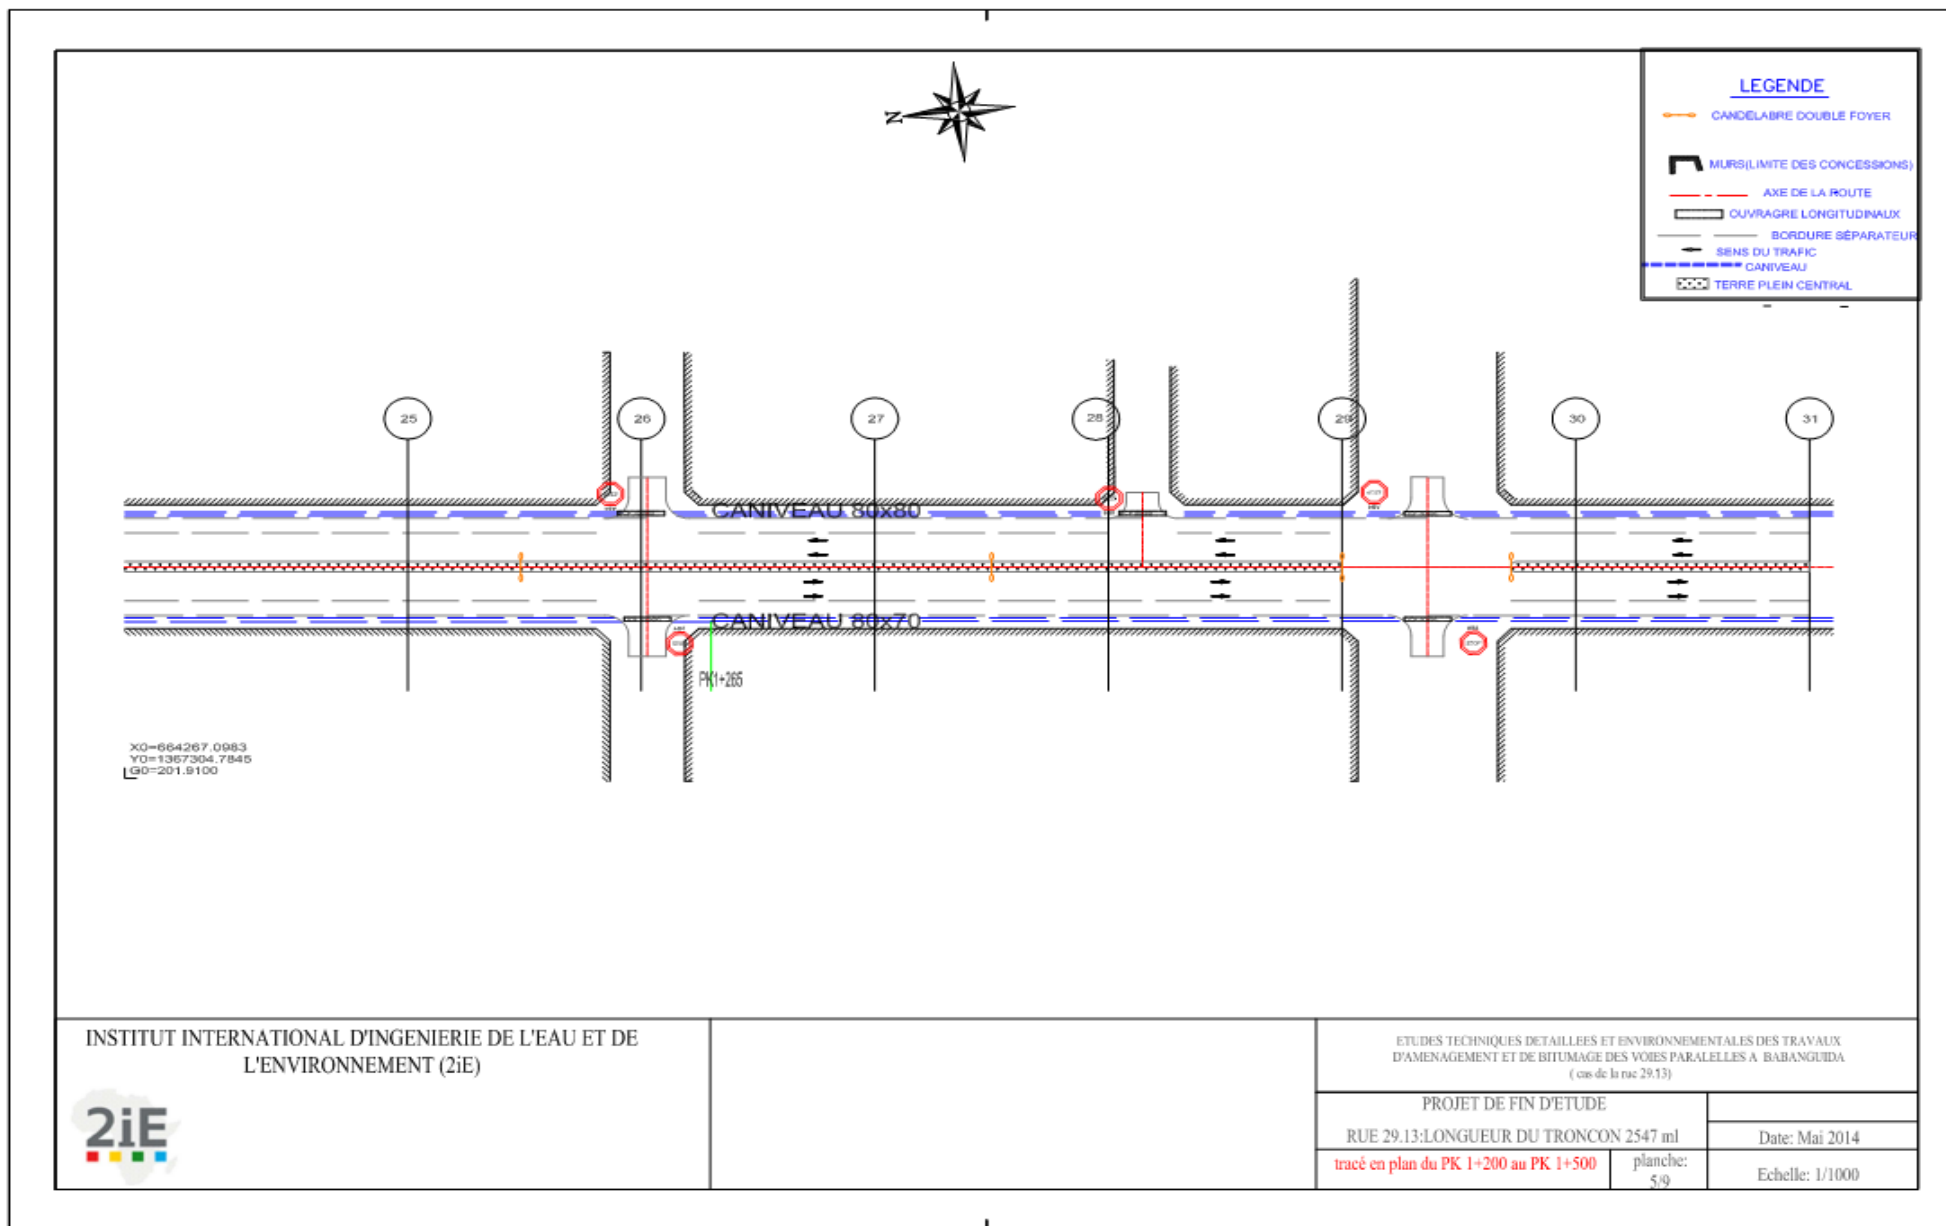 N
LEGENDE
CANDÉLABRE DOUBLE FOYER
MURS(LIMITE DES CONCESSIONS)
AXE DE LA ROUTE
OUVRAGRE LONGITUDINAUX
BORDURE SÉPARATEUR
SENS DU TRAFIC
CANIVEAU
TERRE PLEIN CENTRAL
25
26
27
28
29
30
31
CANIVEAU 80x80
CANIVEAU 80x70
PK1+265
STOP
X0=664267.0983
Y0=1367304.7845
G0=201.9100
INSTITUT INTERNATIONAL D'INGENIERIE DE L'EAU ET DE
L'ENVIRONNEMENT (2iE)
2iE
ETUDES TECHNIQUES DETAILLEES ET ENVIRONNEMENTALES DES TRAVAUX
D'AMENAGEMENT ET DE BITUMAGE DES VOIES PARALELLES A BABANGUIDA
( cas de la rue 29.13)
PROJET DE FIN D'ETUDE
RUE 29.13:LONGUEUR DU TRONCON 2547 ml
Date: Mai 2014
tracé en plan du PK 1+200 au PK 1+500
planche:
5/9
Echelle: 1/1000